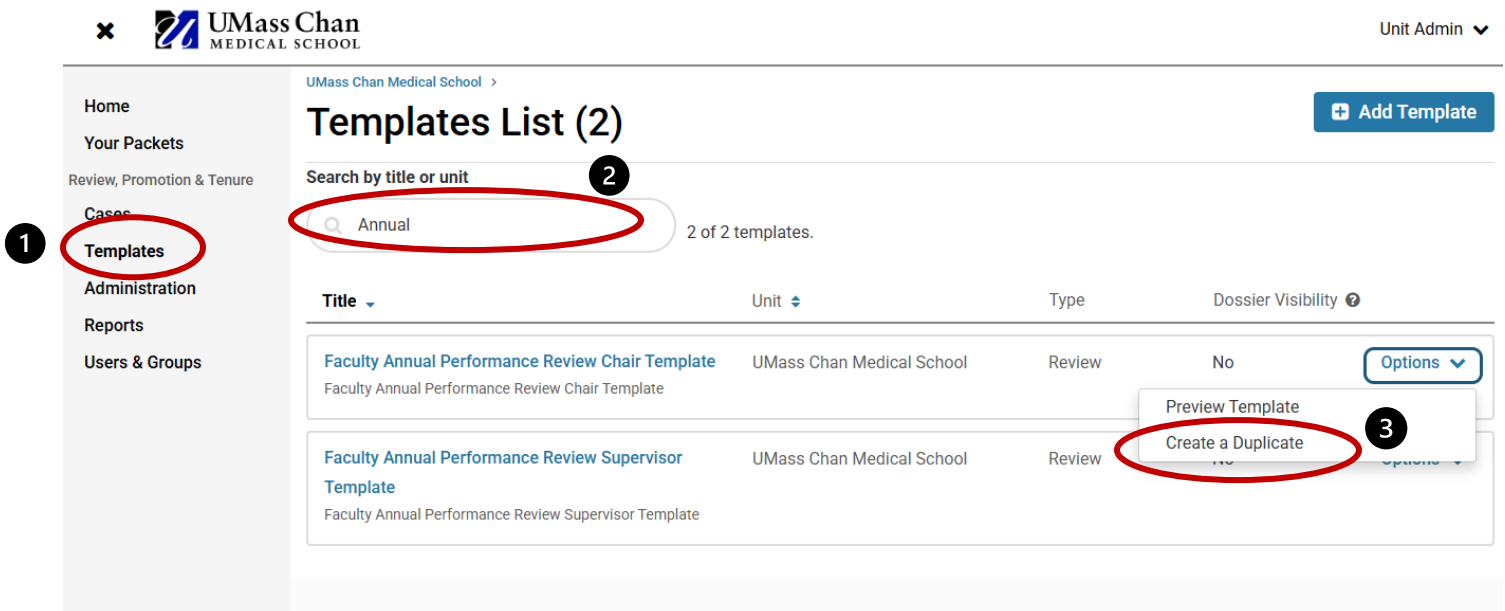 UMass Chan
MEDICAL SCHOOL
Unit Admin
Home
Your Packets
Review, Promotion & Tenure
Cases
1
Templates
Administration
Reports
Users & Groups
UMass Chan Medical School >
Templates List (2)
Add Template
Search by title or unit
2
Annual
2 of 2 templates.
Title Unit Type Dossier Visibility ?
Faculty Annual Performance Review Chair Template UMass Chan Medical School Review No Options
Faculty Annual Performance Review Chair Template
Preview Template
Create a Duplicate
3
Faculty Annual Performance Review Supervisor UMass Chan Medical School Review No Options
Template
Faculty Annual Performance Review Supervisor Template